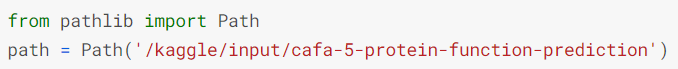 from pathlib import Path
path = Path('/kaggle/input/cafa-5-protein-function-prediction')